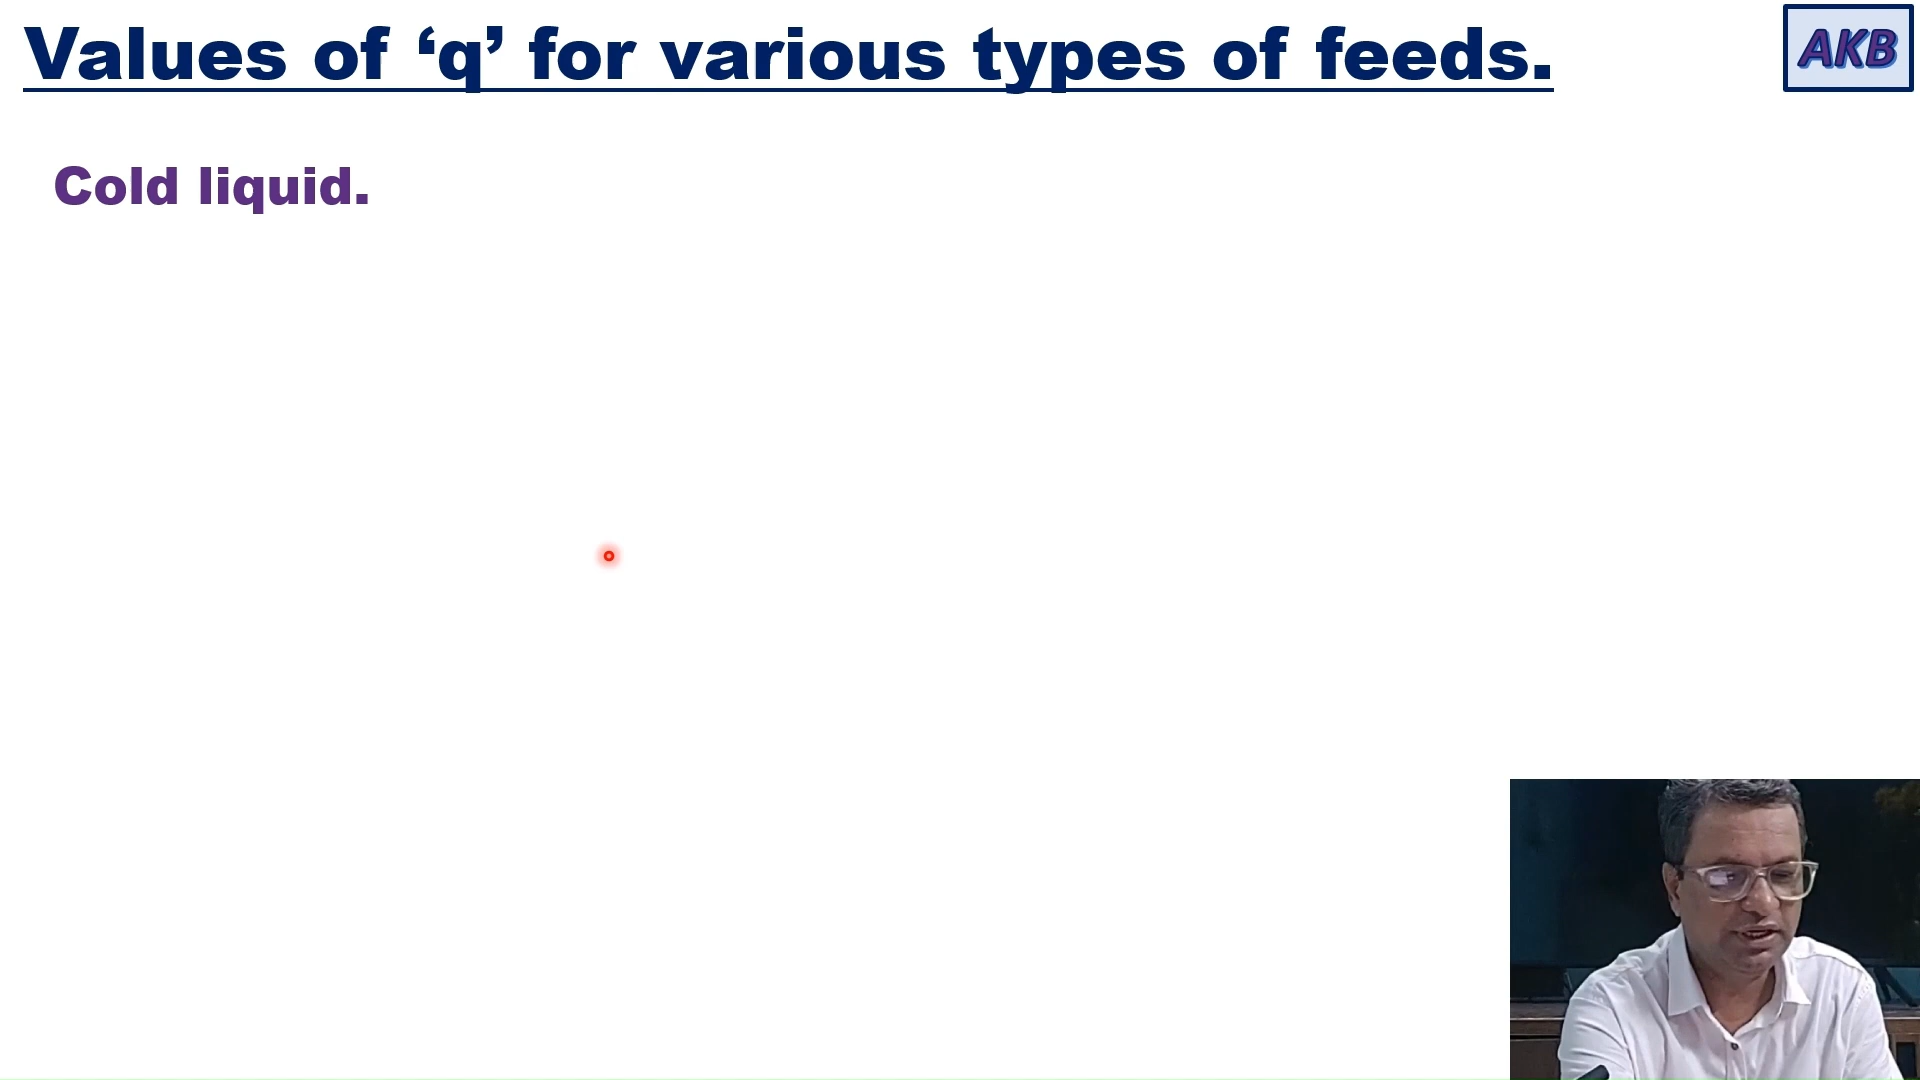 Values of ‘q’ for various types of feeds.
AKB
Cold liquid.